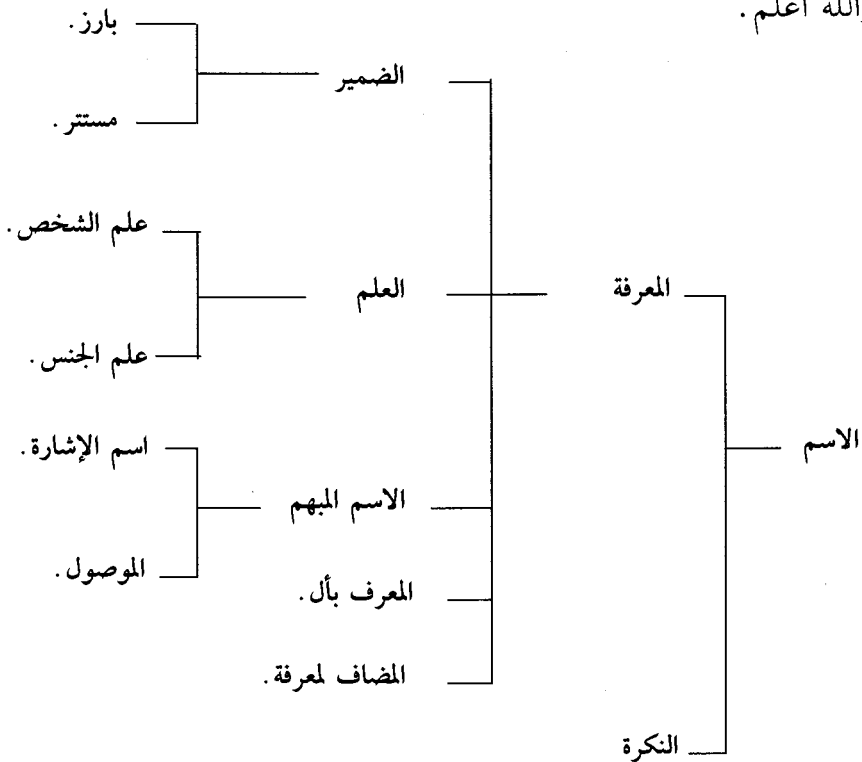 والله أعلم.
الاسم
المعرفة
الضمير
بارز.
مستتر.
العلم
علم الشخص.
علم الجنس.
الاسم المبهم
اسم الإشارة.
الموصول.
المعرف بأل.
المضاف لمعرفة.
النكرة